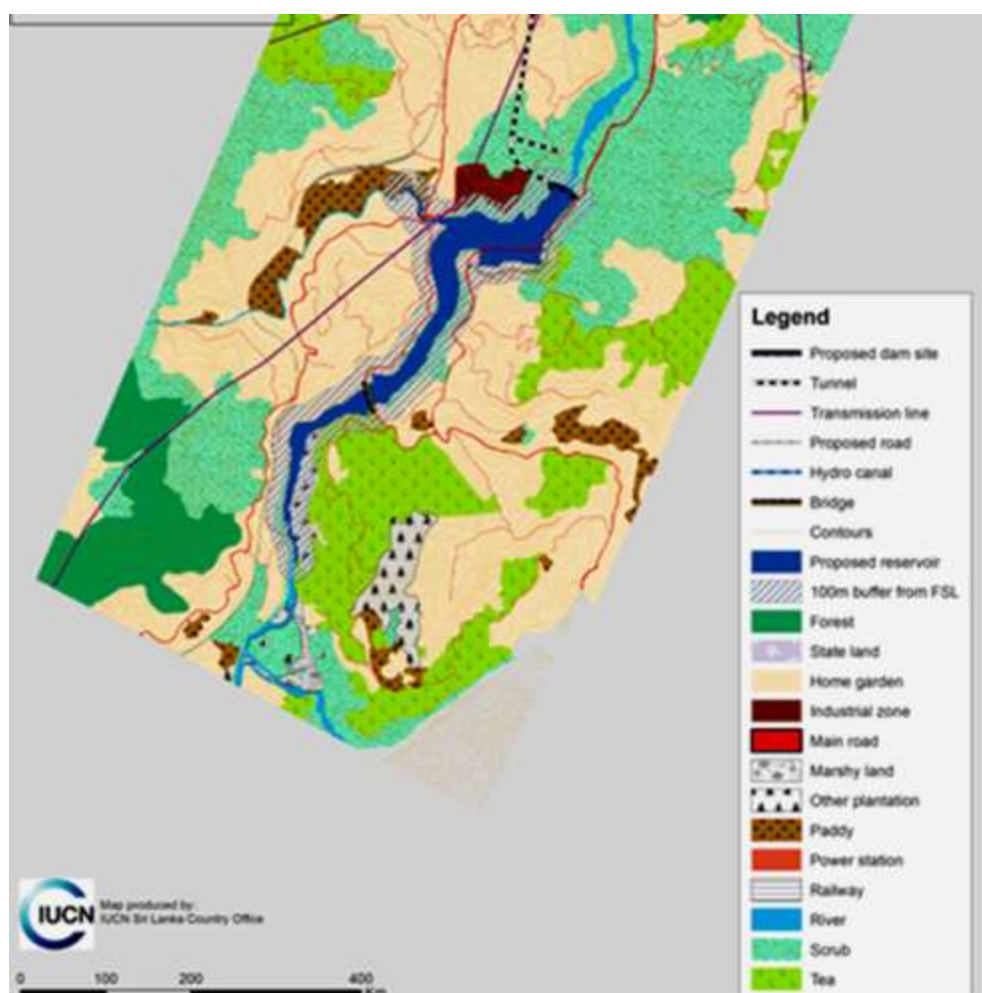 Legend
Proposed dam site
Tunnel
Transmission line
Proposed road
Hydro canal
Bridge
Contours
Proposed reservoir
100m buffer from FSL
Forest
State land
Home garden
Industrial zone
Main road
Marshy land
Other plantation
Paddy
Power station
Railway
River
Scrub
Tea
IUCN
Map produced by:
IUCN Sri Lanka Country Office
0 100 200 400